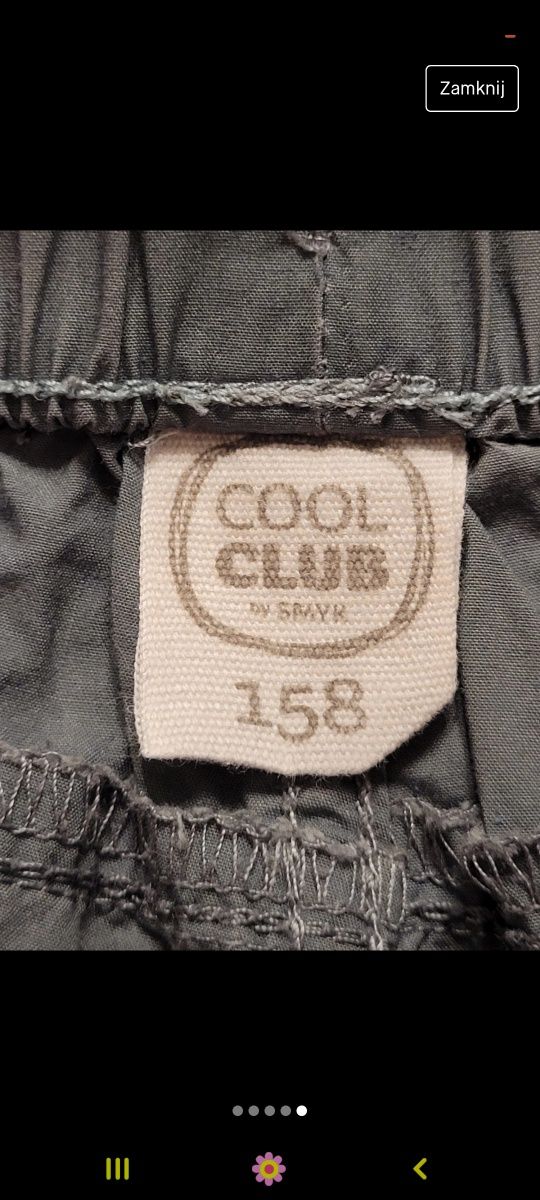 Zamknij
COOL
CLUB
by SMYK
158